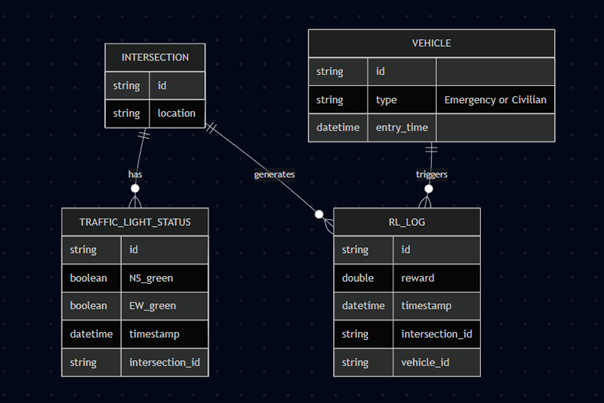 INTERSECTION
string id
string location
VEHICLE
string id
string type Emergency or Civilian
datetime entry_time
has
generates
triggers
TRAFFIC_LIGHT_STATUS
string id
boolean NS_green
boolean EW_green
datetime timestamp
string intersection_id
RL_LOG
string id
double reward
datetime timestamp
string intersection_id
string vehicle_id